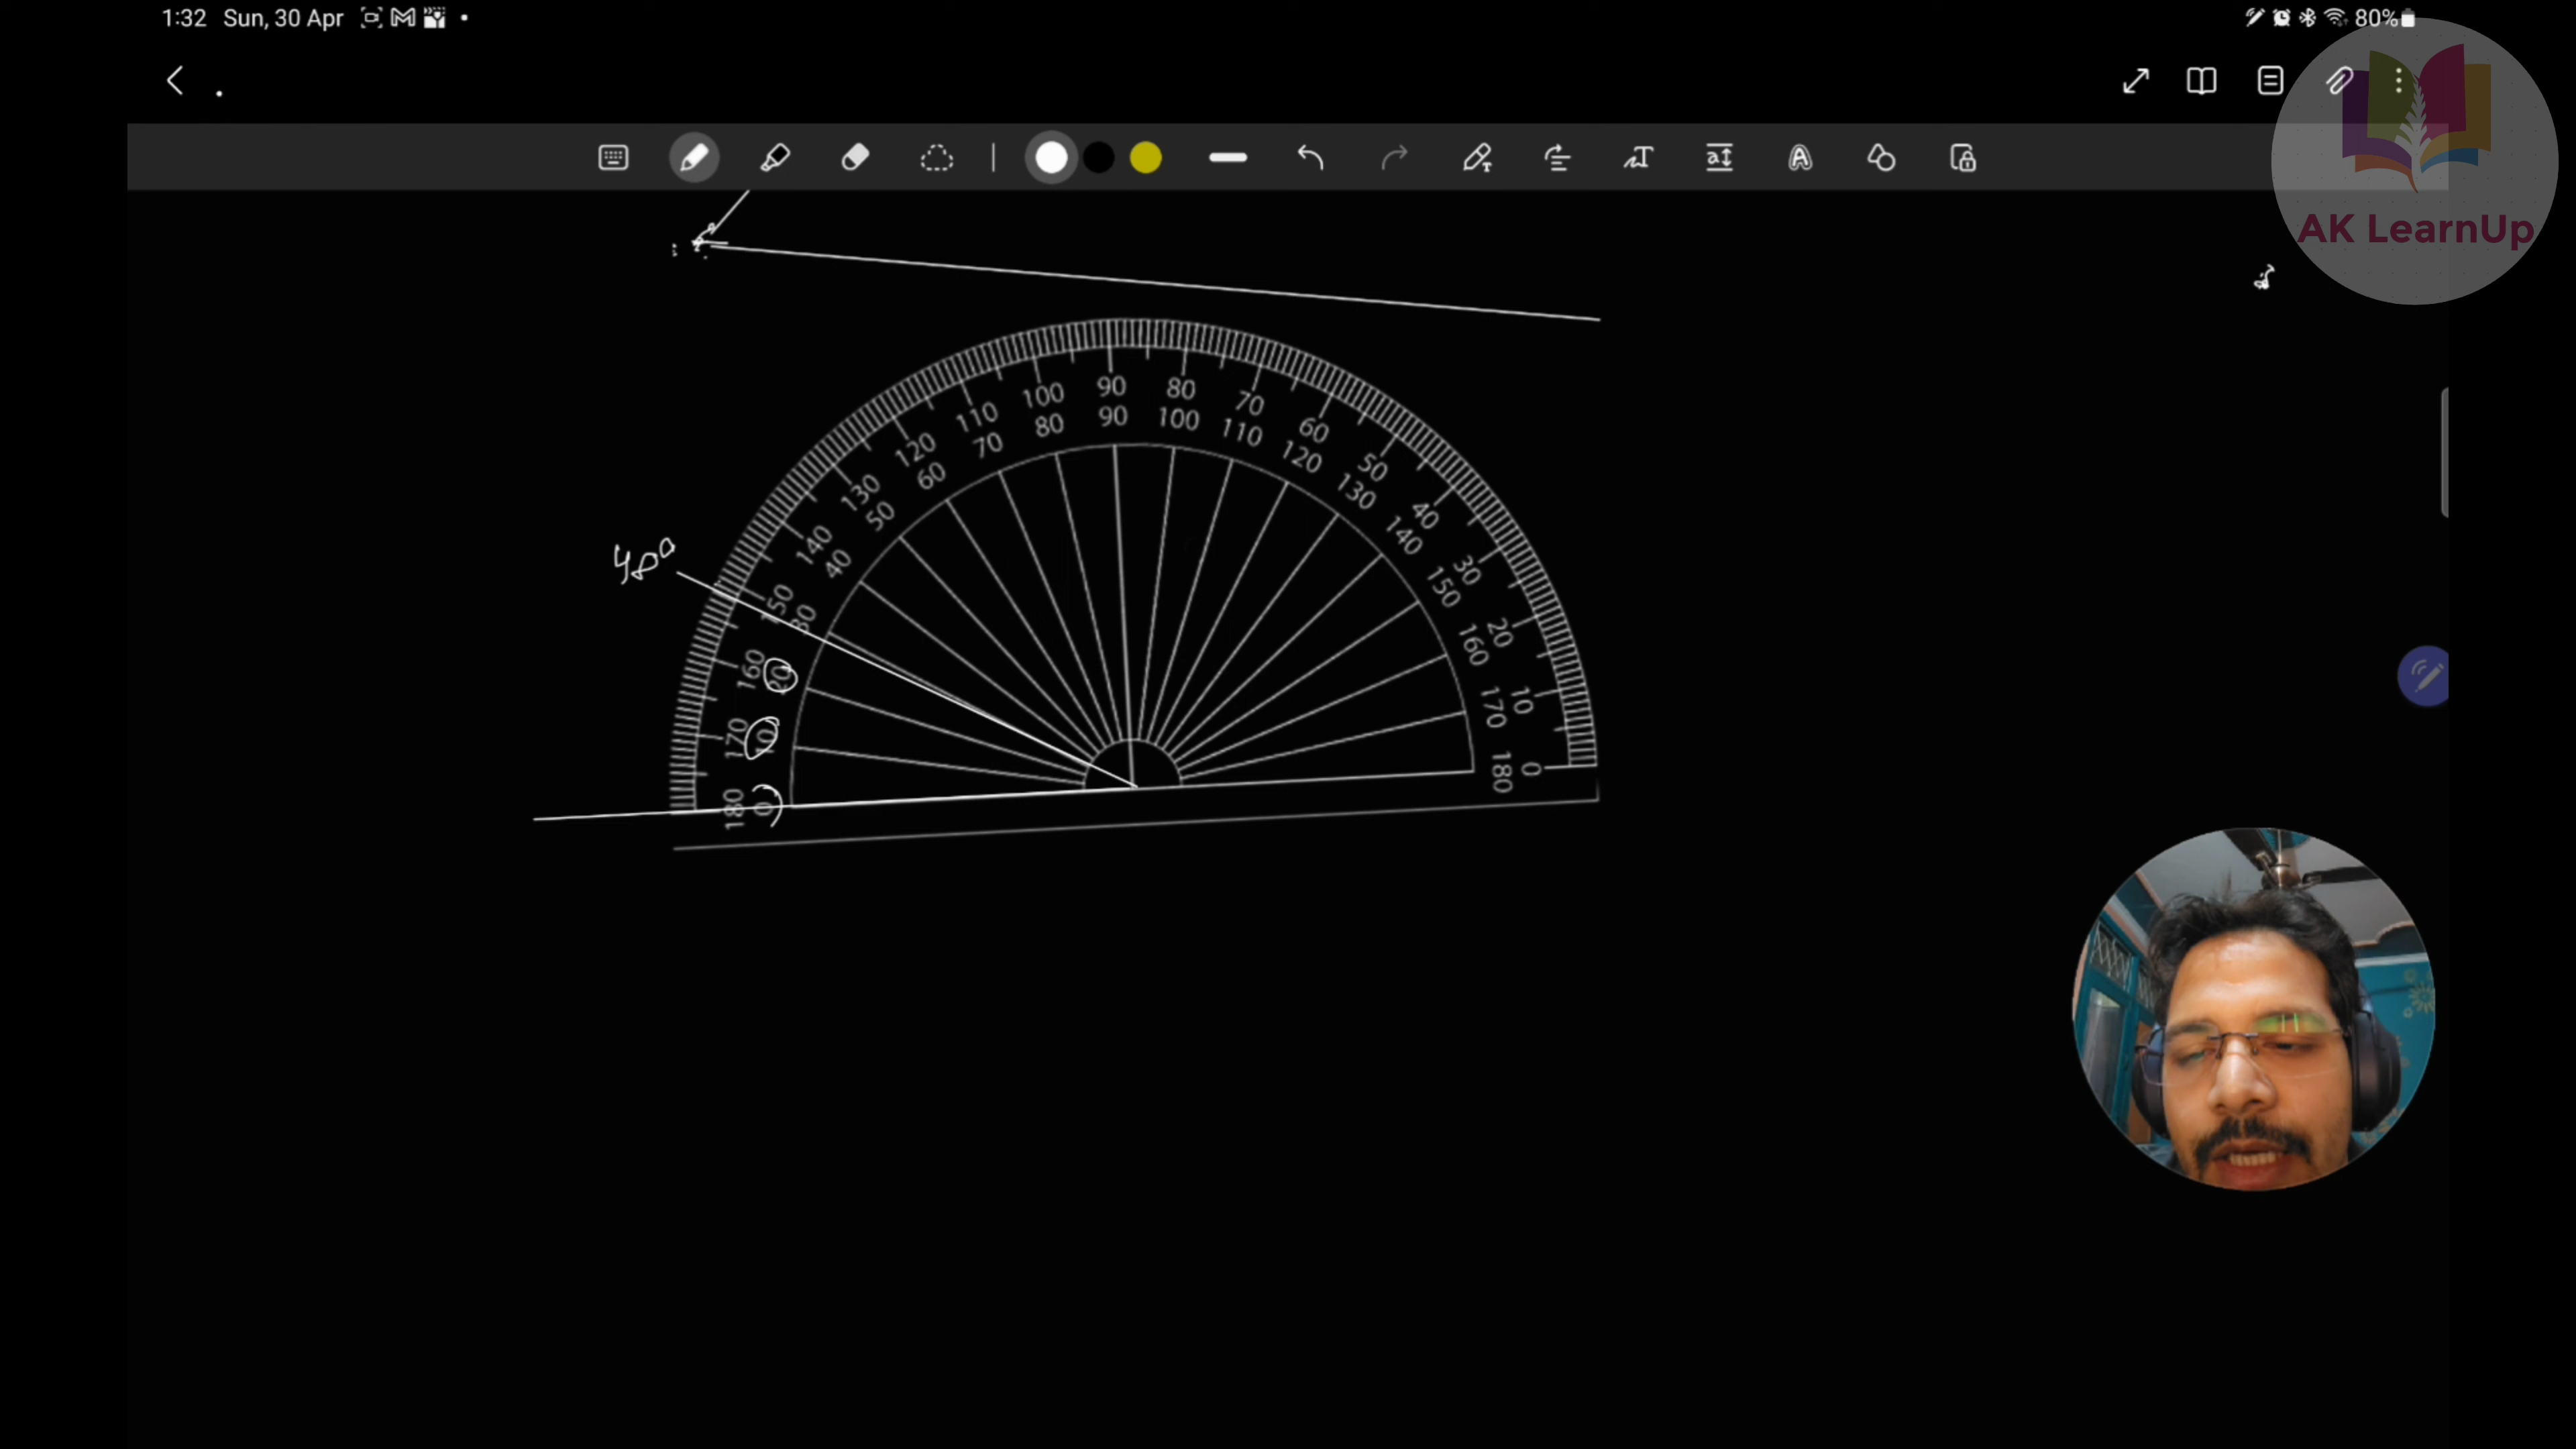 1:32 Sun, 30 Apr
80%
AK LearnUp
90 80 70 60 50 40 30 20 10 0
90 100 110 120 130 140 150 160 170 180
100 110 120 130 140 150 160 170 180
80 70 60 50 40 30 20 10 0